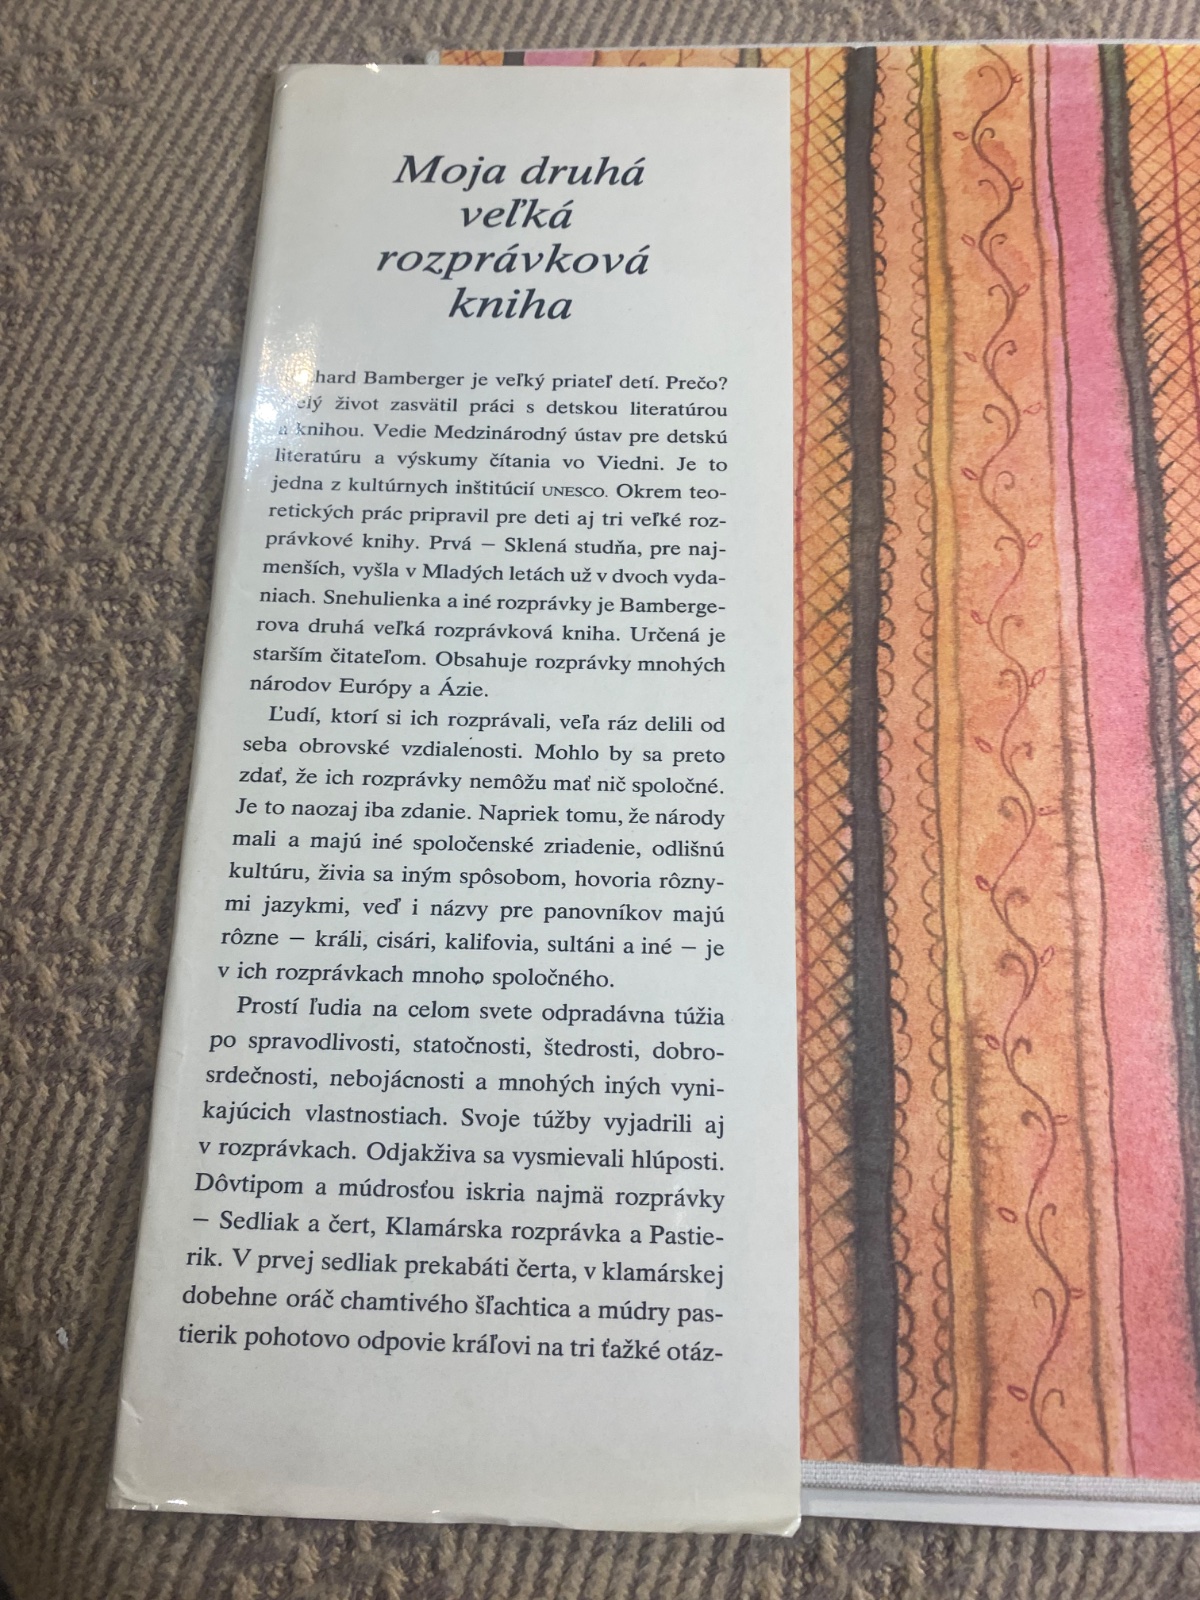 Moja druhá
veľká
rozprávková
kniha
Bamberger je veľký priateľ detí. Prečo?
život zasvätil práci s detskou literatúrou
a knihou. Vedie Medzinárodný ústav pre detskú
literatúru a výskumy čítania vo Viedni. Je to
jedna z kultúrnych inštitúcií UNESCO. Okrem teo-
retických prác pripravil pre deti aj tri veľké roz-
právkové knihy. Prvá – Sklená studňa, pre naj-
menších, vyšla v Mladých letách už v dvoch vyda-
niach. Snehulienka a iné rozprávky je Bamberge-
rova druhá veľká rozprávková kniha. Určená je
starším čitateľom. Obsahuje rozprávky mnohých
národov Európy a Ázie.
Ľudí, ktorí si ich rozprávali, veľa ráz delili od
seba obrovské vzdialenosti. Mohlo by sa preto
zdať, že ich rozprávky nemôžu mať nič spoločné.
Je to naozaj iba zdanie. Napriek tomu, že národy
mali a majú iné spoločenské zriadenie, odlišnú
kultúru, živia sa iným spôsobom, hovoria rôzny-
mi jazykmi, veď i názvy pre panovníkov majú
rôzne – králi, cisári, kalifovia, sultáni a iné – je
v ich rozprávkach mnoho spoločného.
Prostí ľudia na celom svete odpradávna túžia
po spravodlivosti, statočnosti, štedrosti, dobro-
srdečnosti, nebojácnosti a mnohých iných vyni-
kajúcich vlastnostiach. Svoje túžby vyjadrili aj
v rozprávkach. Odjakživa sa vysmievali hlúposti.
Dôvtipom a múdrosťou iskria najmä rozprávky
– Sedliak a čert, Klamárska rozprávka a Pastie-
rik. V prvej sedliak prekabáti čerta, v klamárskej
dobehne oráč chamtivého šľachtica a múdry pas-
tierik pohotovo odpovie kráľovi na tri ťažké otáz-